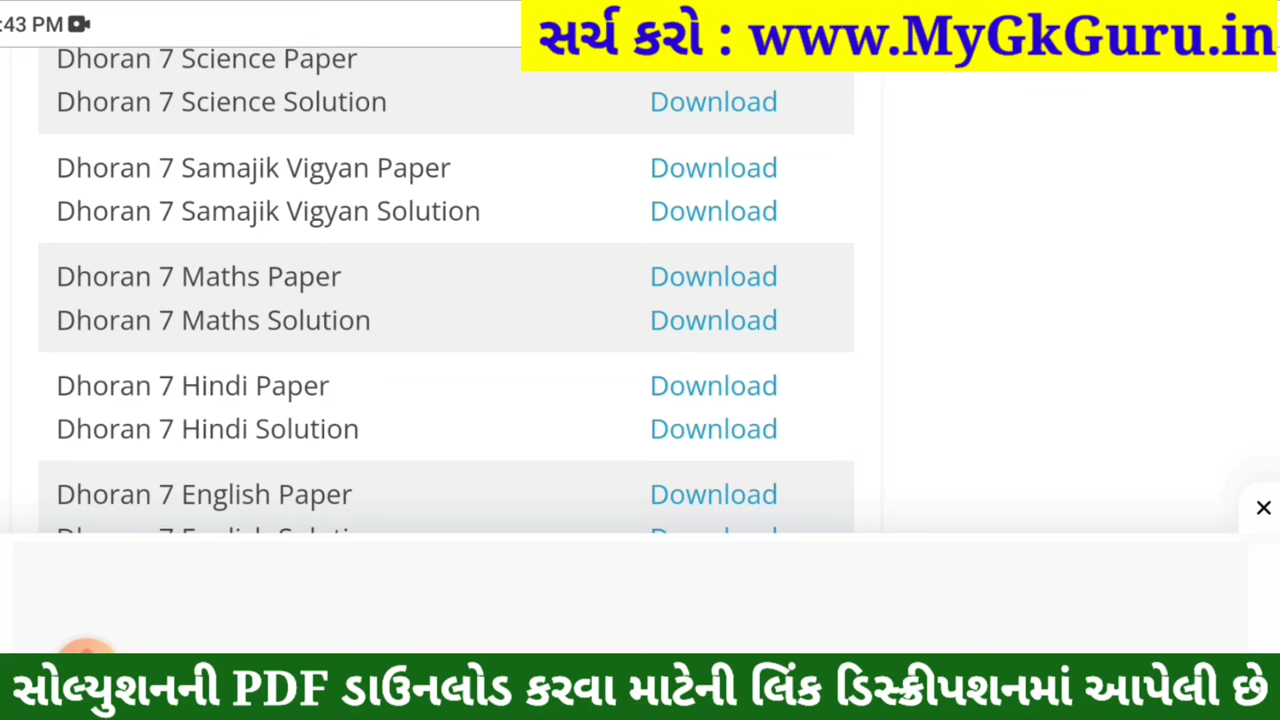 :43 PM
સર્ચ કરો : www.MyGkGuru.in
Dhoran 7 Science Paper
Dhoran 7 Science Solution Download
Dhoran 7 Samajik Vigyan Paper Download
Dhoran 7 Samajik Vigyan Solution Download
Dhoran 7 Maths Paper Download
Dhoran 7 Maths Solution Download
Dhoran 7 Hindi Paper Download
Dhoran 7 Hindi Solution Download
Dhoran 7 English Paper Download
સોલ્યુશનની PDF ડાઉનલોડ કરવા માટેની લિંક ડિસ્ક્રીપશનમાં આપેલી છે